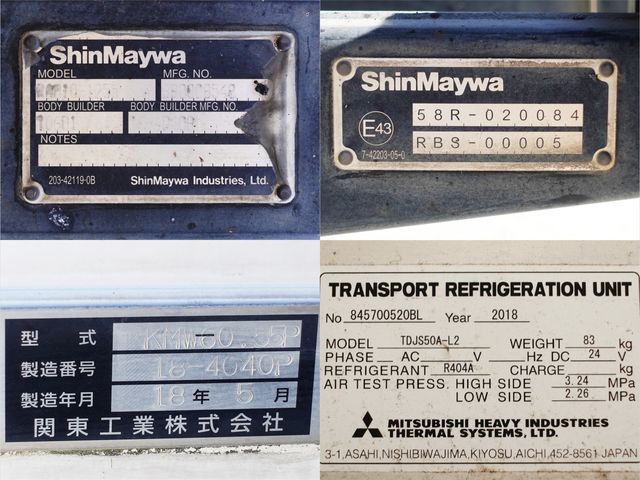 ShinMaywa
MODEL MFG. NO.
BODY BUILDER BODY BUILDER MFG. NO.
NOTES
203-42119-0B ShinMaywa Industries, Ltd.
ShinMaywa
58R-020084
E43
RBS-00005
7-42203-05-0
型式
製造番号 18-4040P
製造年月 18年5月
関東工業株式会社
TRANSPORT REFRIGERATION UNIT
No. 845700520BL Year 2018
MODEL TDJS50A-L2 WEIGHT 83 kg
PHASE AC V Hz DC 24 V
REFRIGERANT R404A CHARGE kg
AIR TEST PRESS. HIGH SIDE 3.24 MPa
LOW SIDE 2.26 MPa
MITSUBISHI HEAVY INDUSTRIES
THERMAL SYSTEMS, LTD.
3-1, ASAHI, NISHIBIWAJIMA, KIYOSU, AICHI, 452-8561 JAPAN